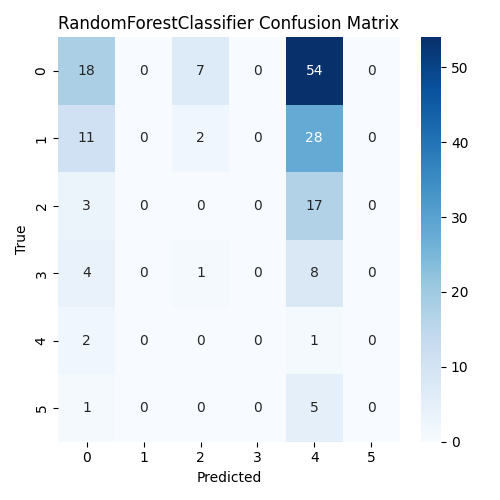 RandomForestClassifier Confusion Matrix
0 18 0 7 0 54 0
1 11 0 2 0 28 0
2 3 0 0 0 17 0
3 4 0 1 0 8 0
4 2 0 0 0 1 0
5 1 0 0 0 5 0
0 1 2 3 4 5
Predicted
True
50
40
30
20
10
0